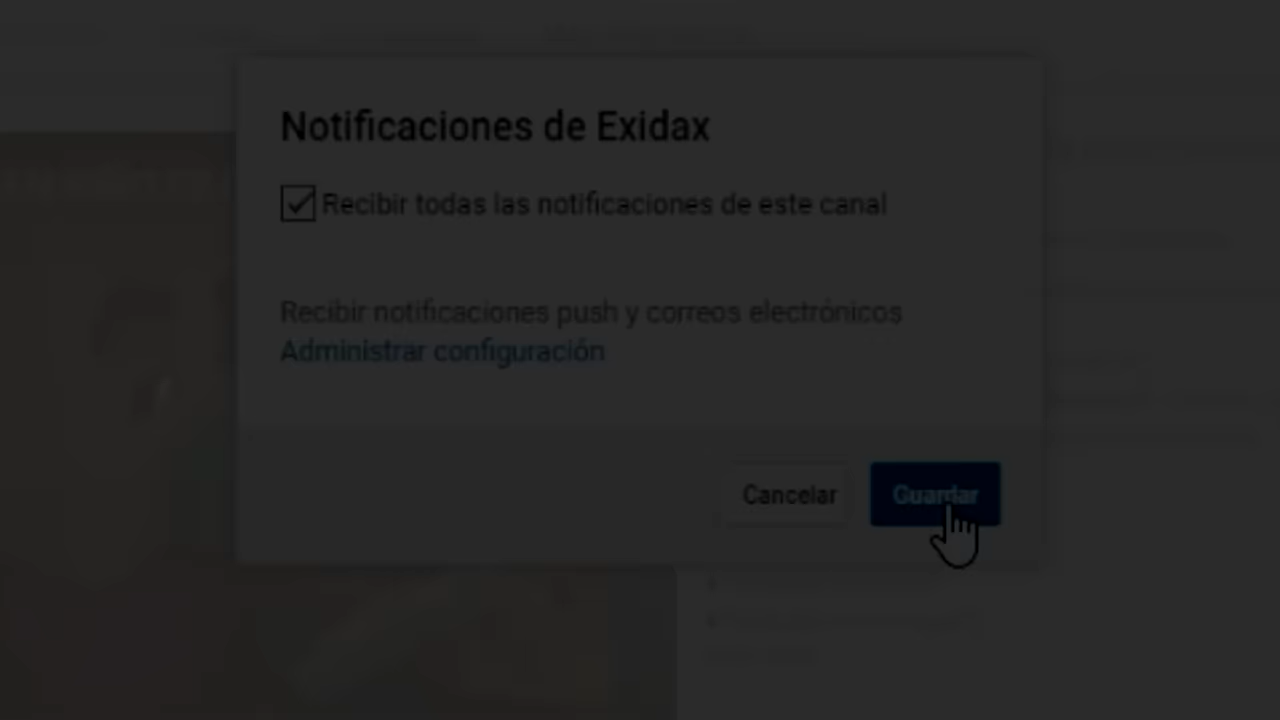 Notificaciones de Exidax
Recibir todas las notificaciones de este canal
Recibir notificaciones push y correos electrónicos
Administrar configuración
Cancelar
Guardar